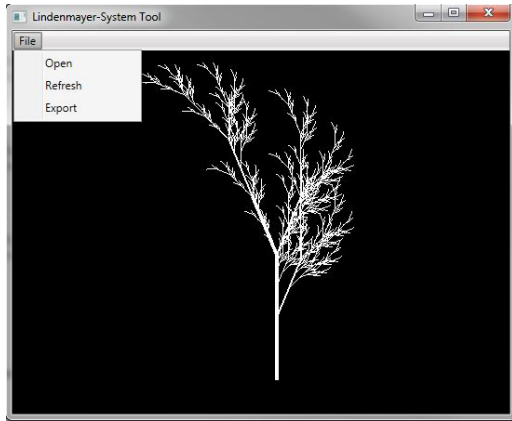 Lindenmayer-System Tool
File
Open
Refresh
Export